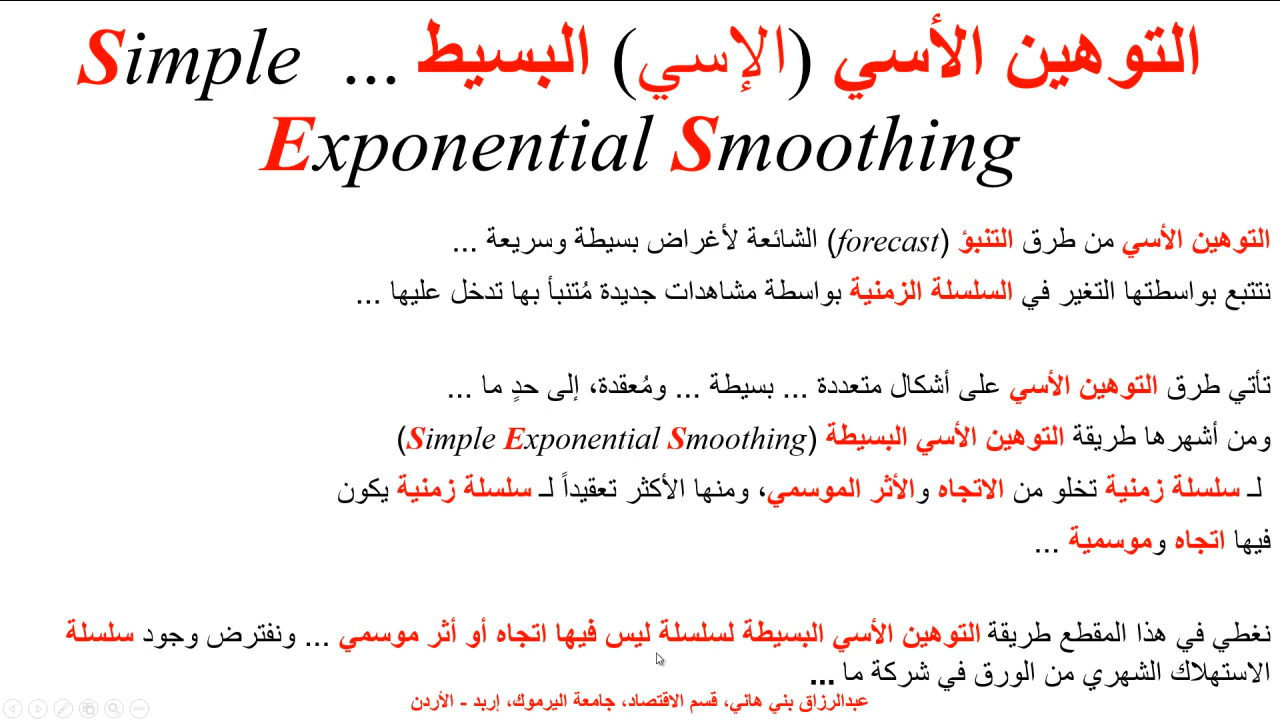 التوهين الأسي (الإسي) البسيط ... Simple
Exponential Smoothing
التوهين الأسي من طرق التنبؤ (forecast) الشائعة لأغراض بسيطة وسريعة ...
نتتبع بواسطتها التغير في السلسلة الزمنية بواسطة مشاهدات جديدة مُتنبأ بها تدخل عليها ...
تأتي طرق التوهين الأسي على أشكال متعددة ... بسيطة ... ومُعقدة، إلى حدٍ ما ...
ومن أشهرها طريقة التوهين الأسي البسيطة (Simple Exponential Smoothing)
لـ سلسلة زمنية تخلو من الاتجاه والأثر الموسمي، ومنها الأكثر تعقيداً لـ سلسلة زمنية يكون
فيها اتجاه وموسمية ...
نغطي في هذا المقطع طريقة التوهين الأسي البسيطة لسلسلة ليس فيها اتجاه أو أثر موسمي ... ونفترض وجود سلسلة
الاستهلاك الشهري من الورق في شركة ما ...
عبدالرزاق بني هاني، قسم الاقتصاد، جامعة اليرموك، إربد - الأردن